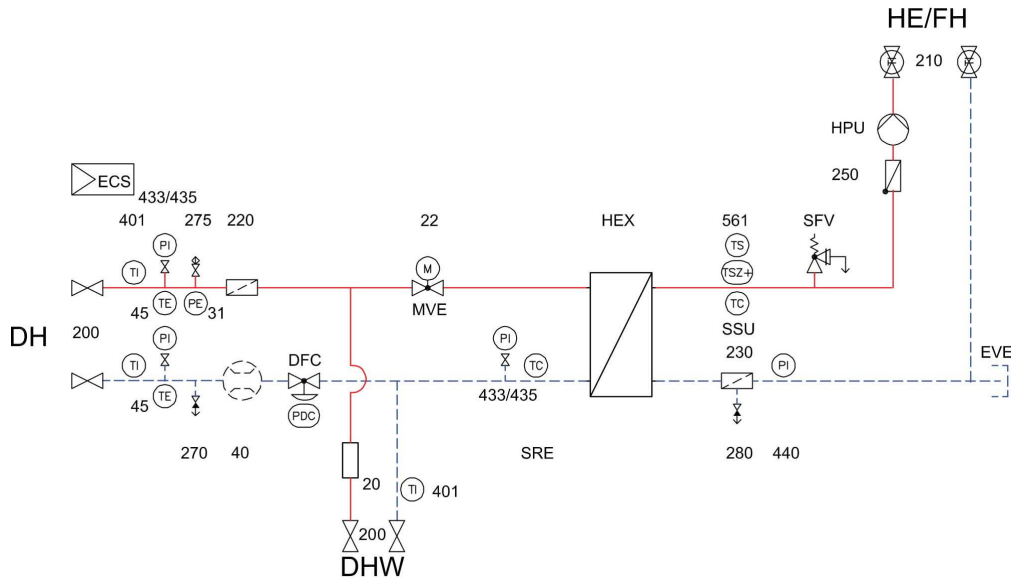 HE/FH
210
HPU
ECS
433/435
250
401 275 220 22 HEX 561 SFV
PI M TS
TI TSZ+
TE PE MVE TC
45 31
DH 200 SSU
PI DFC PI 230 EVE
TI TC PI
TE PDC 433/435
45
270 40 SRE 280 440
20 TI 401
200
DHW